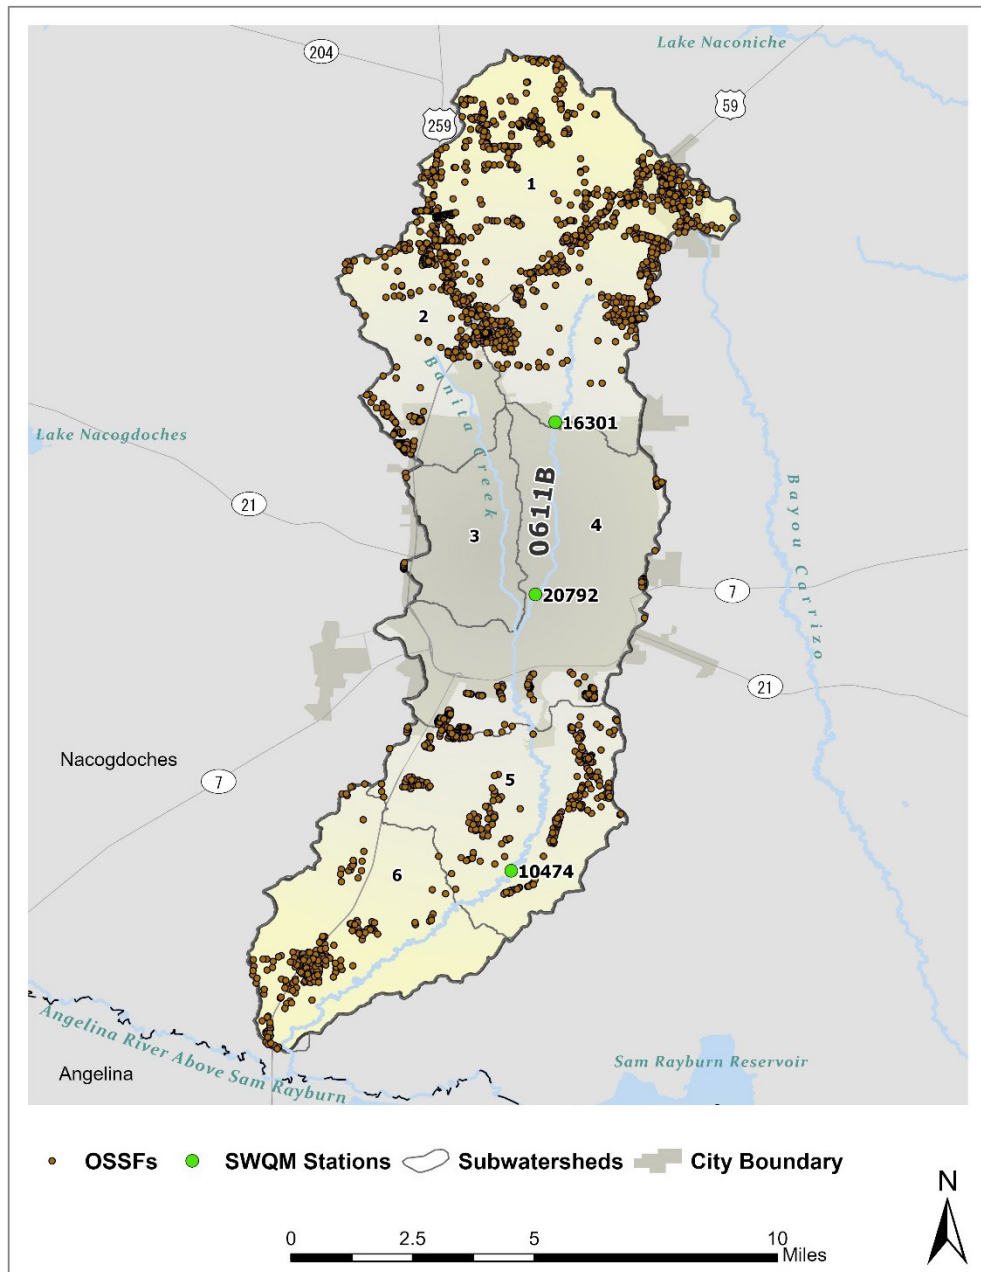 Lake Naconiche
204
59
259
1
2
Banita Creek
16301
Lake Nacogdoches
21
0611B
3
4
Bayou Carrizo
20792
7
21
Nacogdoches
7
5
10474
6
Angelina River Above Sam Rayburn
Sam Rayburn Reservoir
Angelina
OSSFs SWQM Stations Subwatersheds City Boundary
N
0 2.5 5 10
Miles